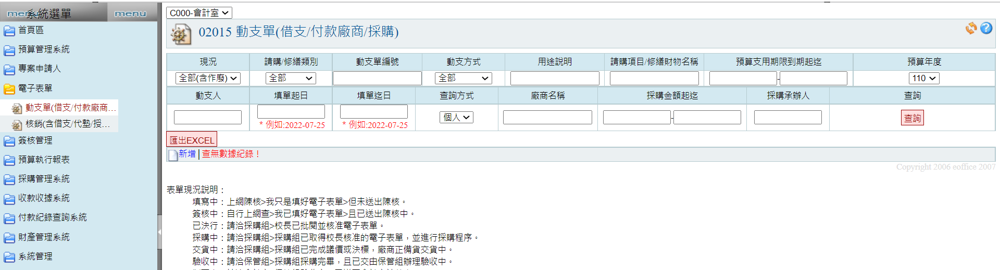 menu 系統選單 menu
首頁區
預算管理系統
專案申請人
電子表單
動支單(借支/付款廠商...
核銷(含借支/代墊/授...
簽核管理
預算執行報表
採購管理系統
收款收據系統
付款紀錄查詢系統
財產管理系統
系統管理
C000-會計室
02015 動支單(借支/付款廠商/採購)
現況 請購/修繕類別 動支單編號 動支方式 用途說明 請購項目/修繕財物名稱 預算支用期限到期起迄 預算年度
全部(含作廢) 全部 全部 - 110
動支人 填單起日 填單迄日 查詢方式 廠商名稱 採購金額起迄 採購承辦人 查詢
個人 - 查詢
* 例如:2022-07-25 * 例如:2022-07-25
匯出EXCEL
新增 | 查無數據紀錄！
Copyright 2006 eoffice 2007
表單現況說明：
填寫中：上網陳核>我只是填好電子表單>但未送出陳核。
簽核中：自行上網查>我已填好電子表單>且已送出陳核中。
已決行：請洽採購組>校長已批閱並核准電子表單。
採購中：請洽採購組>採購組已取得校長核准的電子表單，並進行採購程序。
交貨中：請洽採購組>採購組已完成議價或決標，廠商正備貨交貨中。
驗收中：請洽保管組>採購組採購完畢，且已交由保管組辦理驗收中。